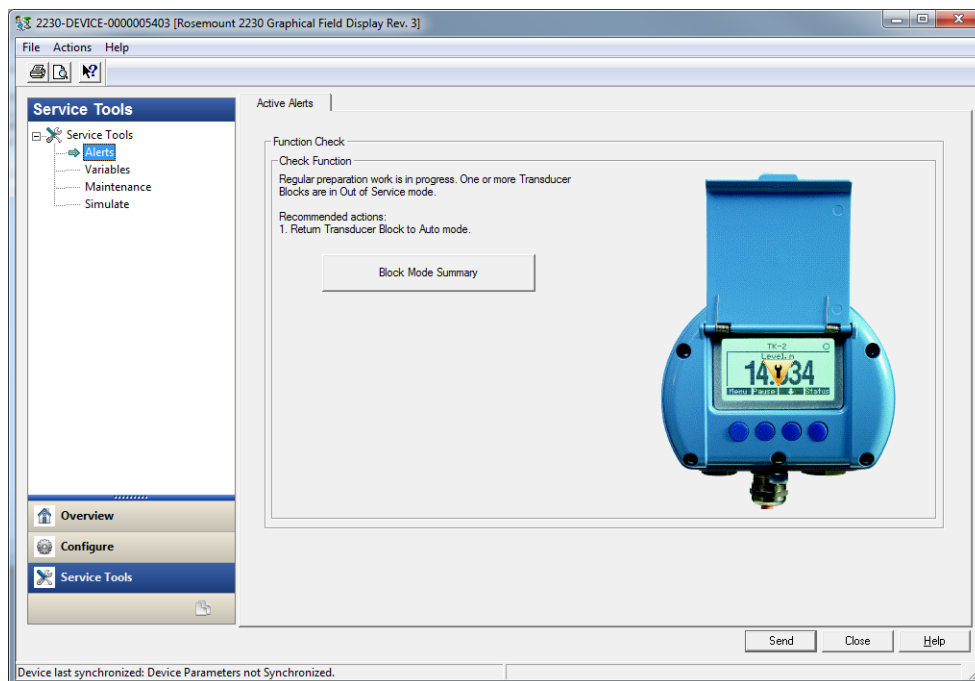 2230-DEVICE-0000005403 [Rosemount 2230 Graphical Field Display Rev. 3]
File Actions Help
Service Tools
Service Tools
Alerts
Variables
Maintenance
Simulate
Overview
Configure
Service Tools
Active Alerts
Function Check
Check Function
Regular preparation work is in progress. One or more Transducer
Blocks are in Out of Service mode.
Recommended actions:
1. Return Transducer Block to Auto mode.
Block Mode Summary
TK-2
Level.m
Menu Pause Status
Send Close Help
Device last synchronized: Device Parameters not Synchronized.